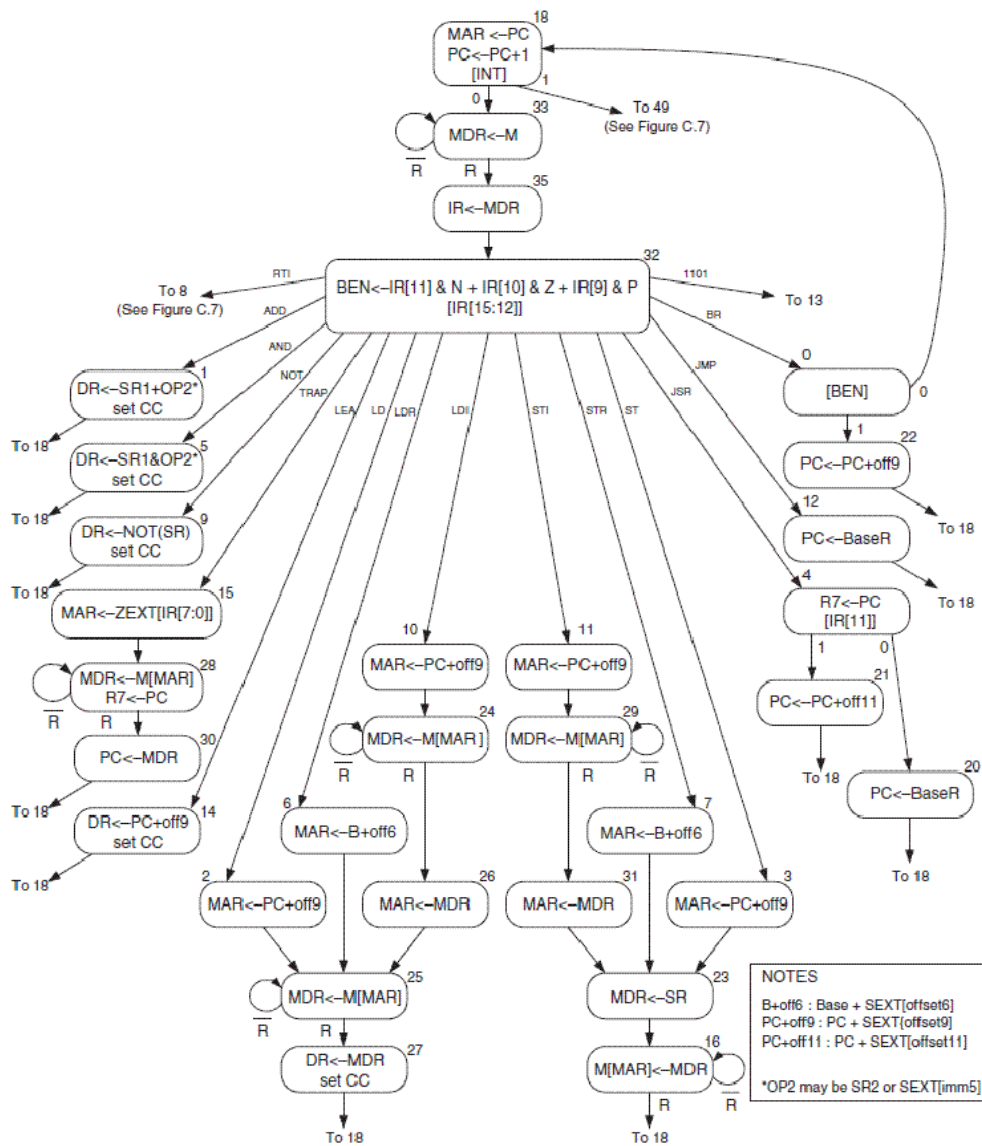 18
MAR <–PC
PC<–PC+1
[INT]
0
1
To 49
(See Figure C.7)
33
MDR<–M
R
R
35
IR<–MDR
32
BEN<–IR[11] & N + IR[10] & Z + IR[9] & P
[IR[15:12]]
RTI
To 8
(See Figure C.7)
1101
To 13
ADD
AND
NOT
TRAP
LEA
LD
LDR
LDI
STI
STR
ST
JSR
JMP
BR
1
DR<–SR1+OP2*
set CC
To 18
5
DR<–SR1&OP2*
set CC
To 18
9
DR<–NOT(SR)
set CC
To 18
15
MAR<–ZEXT[IR[7:0]]
28
MDR<–M[MAR]
R7<–PC
R
R
30
PC<–MDR
To 18
14
DR<–PC+off9
set CC
To 18
0
[BEN]
0
1
22
PC<–PC+off9
To 18
12
PC<–BaseR
To 18
4
R7<–PC
[IR[11]]
1
0
21
PC<–PC+off11
To 18
20
PC<–BaseR
To 18
10
MAR<–PC+off9
11
MAR<–PC+off9
24
MDR<–M[MAR]
R
R
29
MDR<–M[MAR]
R
R
6
MAR<–B+off6
7
MAR<–B+off6
2
MAR<–PC+off9
26
MAR<–MDR
31
MAR<–MDR
3
MAR<–PC+off9
25
MDR<–M[MAR]
R
R
23
MDR<–SR
27
DR<–MDR
set CC
To 18
16
M[MAR]<–MDR
R
R
To 18
NOTES
B+off6 : Base + SEXT[offset6]
PC+off9 : PC + SEXT[offset9]
PC+off11 : PC + SEXT[offset11]
*OP2 may be SR2 or SEXT[imm5]